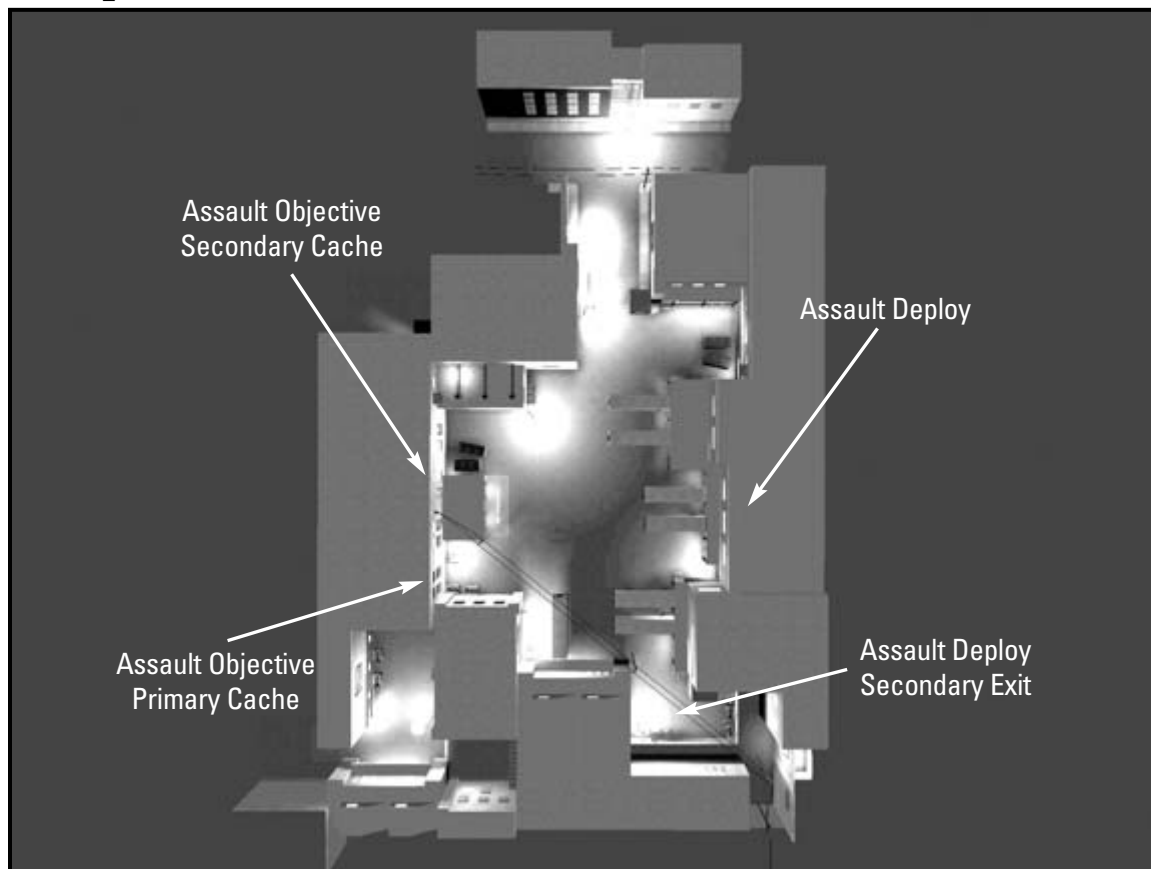 Assault Objective
Secondary Cache
Assault Deploy
Assault Objective
Primary Cache
Assault Deploy
Secondary Exit